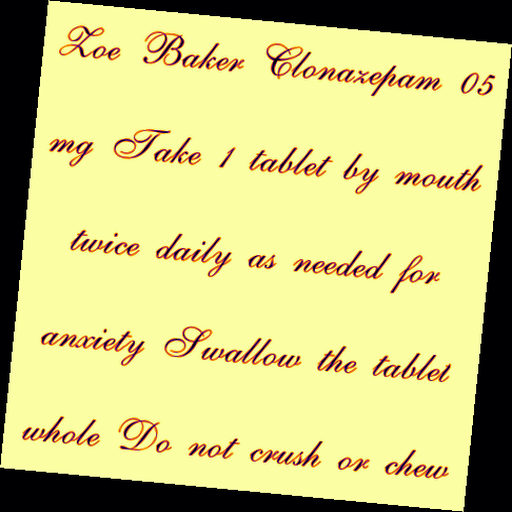 Zoe Baker Clonazepam 05
mg Take 1 tablet by mouth
twice daily as needed for
anxiety Swallow the tablet
whole Do not crush or chew